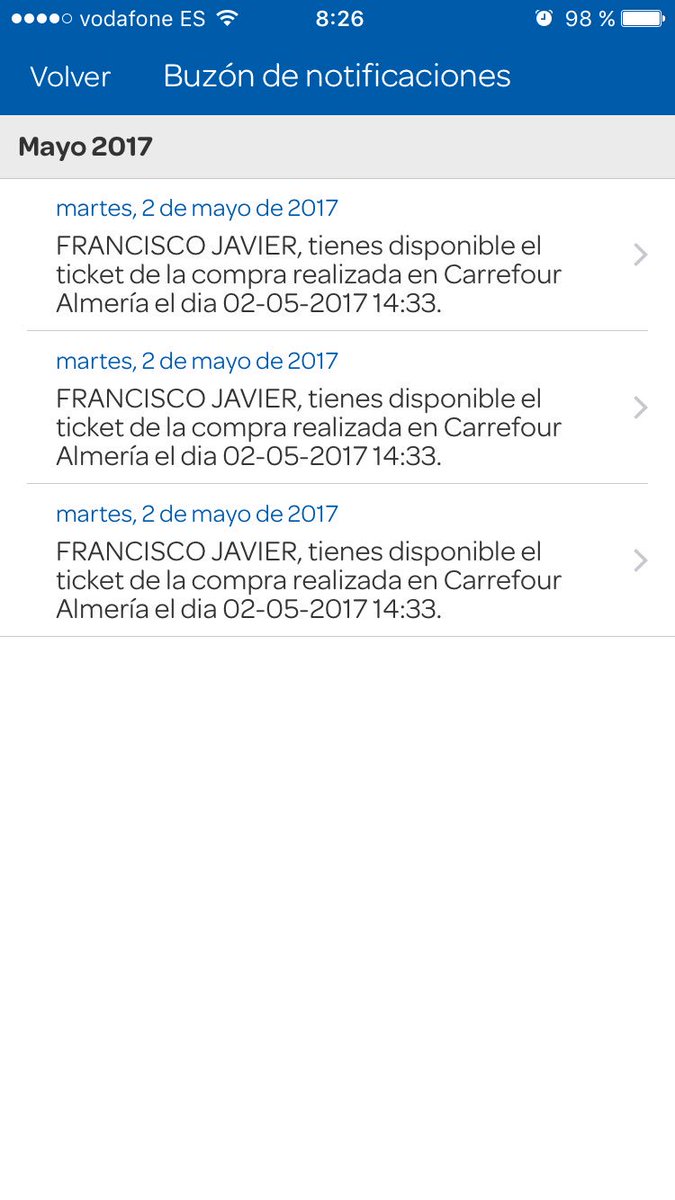 vodafone ES 8:26 98 %
Volver Buzón de notificaciones
Mayo 2017
martes, 2 de mayo de 2017
FRANCISCO JAVIER, tienes disponible el
ticket de la compra realizada en Carrefour
Almería el dia 02-05-2017 14:33.
martes, 2 de mayo de 2017
FRANCISCO JAVIER, tienes disponible el
ticket de la compra realizada en Carrefour
Almería el dia 02-05-2017 14:33.
martes, 2 de mayo de 2017
FRANCISCO JAVIER, tienes disponible el
ticket de la compra realizada en Carrefour
Almería el dia 02-05-2017 14:33.